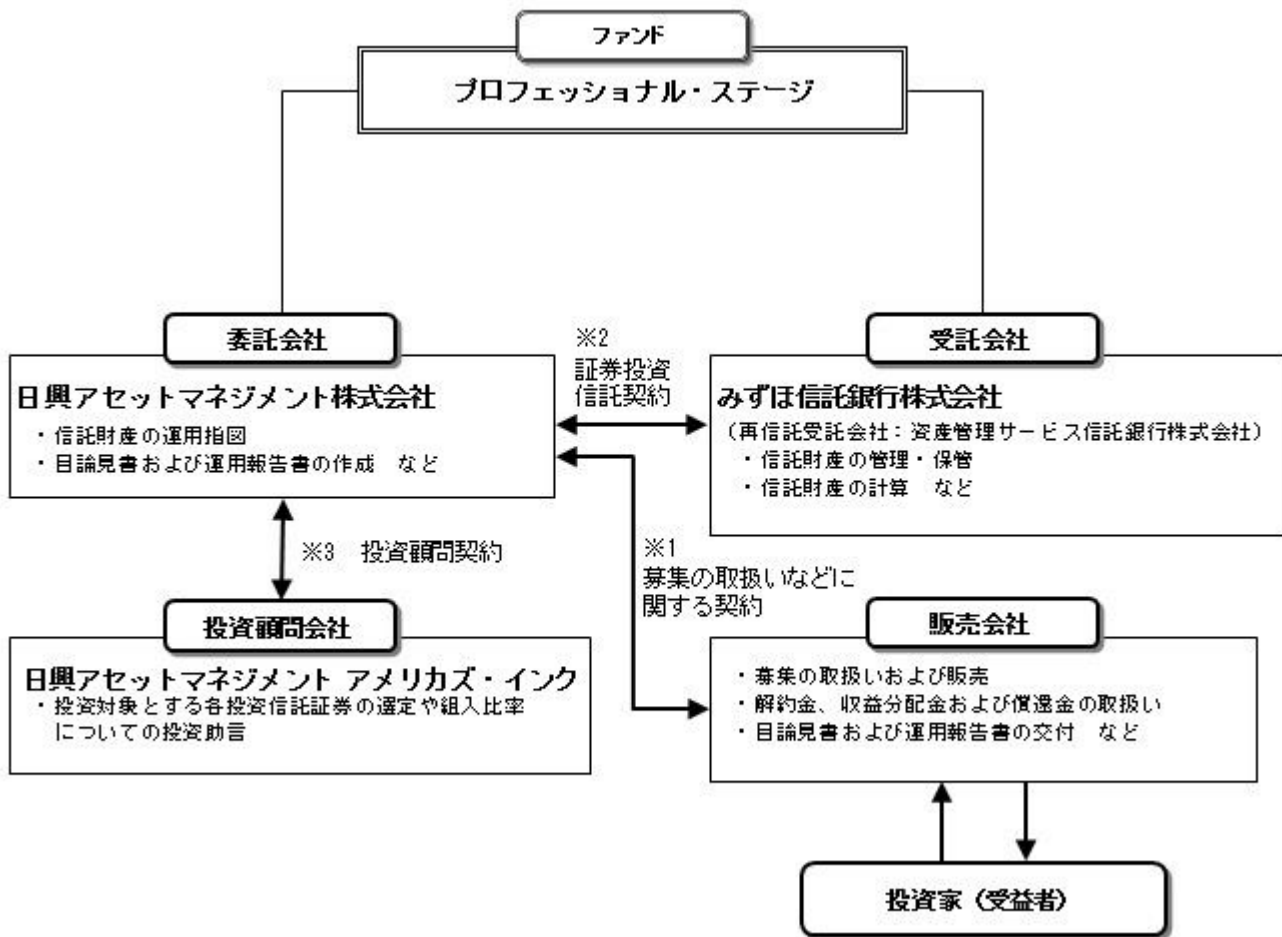 ファンド
プロフェッショナル・ステージ
委託会社
日興アセットマネジメント株式会社
・信託財産の運用指図
・目論見書および運用報告書の作成　など
※2
証券投資
信託契約
受託会社
みずほ信託銀行株式会社
（再信託受託会社：資産管理サービス信託銀行株式会社）
・信託財産の管理・保管
・信託財産の計算　など
※3　投資顧問契約
※1
募集の取扱いなどに
関する契約
投資顧問会社
日興アセットマネジメント アメリカズ・インク
・投資対象とする各投資信託証券の選定や組入比率
についての投資助言
販売会社
・募集の取扱いおよび販売
・解約金、収益分配金および償還金の取扱い
・目論見書および運用報告書の交付　など
投資家（受益者）